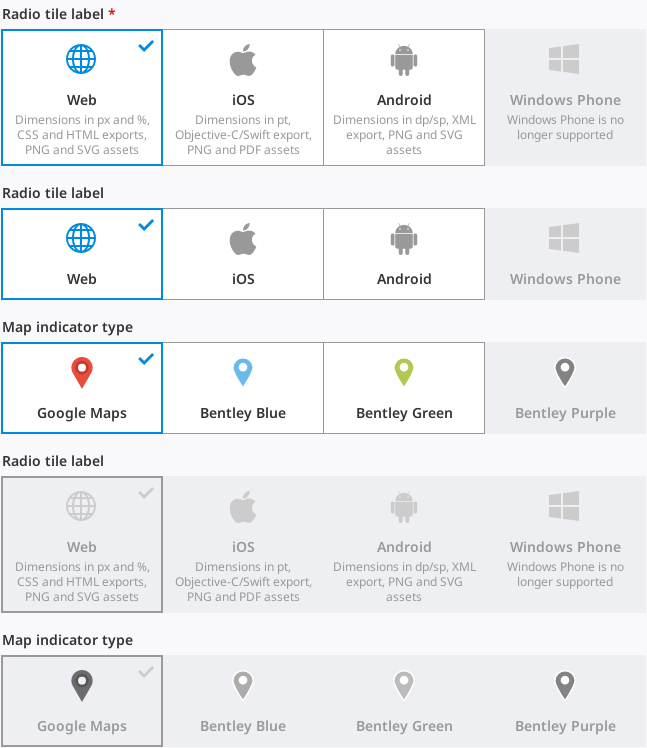 Radio tile label *
Web
Dimensions in px and %,
CSS and HTML exports,
PNG and SVG assets
iOS
Dimensions in pt,
Objective-C/Swift export,
PNG and PDF assets
Android
Dimensions in dp/sp, XML
export, PNG and SVG
assets
Windows Phone
Windows Phone is no
longer supported
Radio tile label
Web
iOS
Android
Windows Phone
Map indicator type
Google Maps
Bentley Blue
Bentley Green
Bentley Purple
Radio tile label
Web
Dimensions in px and %,
CSS and HTML exports,
PNG and SVG assets
iOS
Dimensions in pt,
Objective-C/Swift export,
PNG and PDF assets
Android
Dimensions in dp/sp, XML
export, PNG and SVG
assets
Windows Phone
Windows Phone is no
longer supported
Map indicator type
Google Maps
Bentley Blue
Bentley Green
Bentley Purple